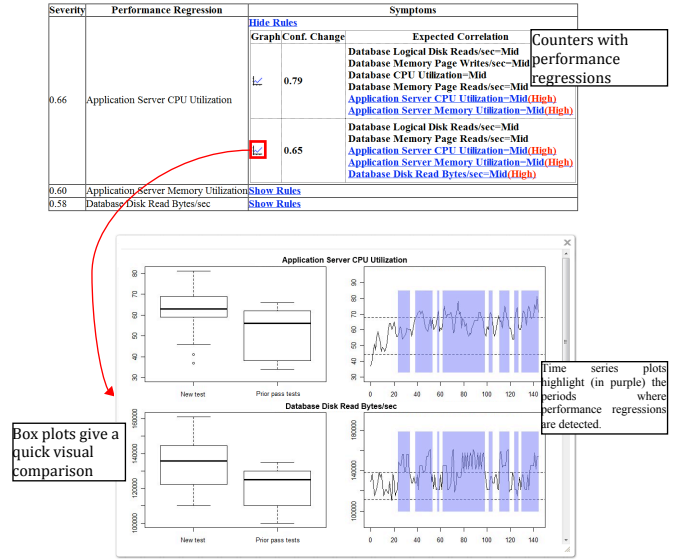 Severity Performance Regression Symptoms
Hide Rules
Graph Conf. Change Expected Correlation
Database Logical Disk Reads/sec=Mid
Database Memory Page Writes/sec=Mid
Database CPU Utilization=Mid
0.79
Database Memory Page Reads/sec=Mid
Application Server CPU Utilization=Mid(High)
0.66 Application Server CPU Utilization
Application Server Memory Utilization=Mid(High)
Database Logical Disk Reads/sec=Mid
Database Memory Page Reads/sec=Mid
0.65 Application Server CPU Utilization=Mid(High)
Application Server Memory Utilization=Mid(High)
Database Disk Read Bytes/sec=Mid(High)
0.60 Application Server Memory Utilization Show Rules
0.58 Database Disk Read Bytes/sec Show Rules
Counters with
performance
regressions
Application Server CPU Utilization
80
70
60
50
40
30
New test Prior pass tests
90
80
70
60
50
40
30
0 20 40 60 80 100 120 140
Time series plots
highlight (in purple) the
periods where
performance regressions
are detected.
Database Disk Read Bytes/sec
Box plots give a
quick visual
comparison
160000
140000
120000
100000
New test Prior pass tests
180000
140000
100000
0 20 40 60 80 100 120 140